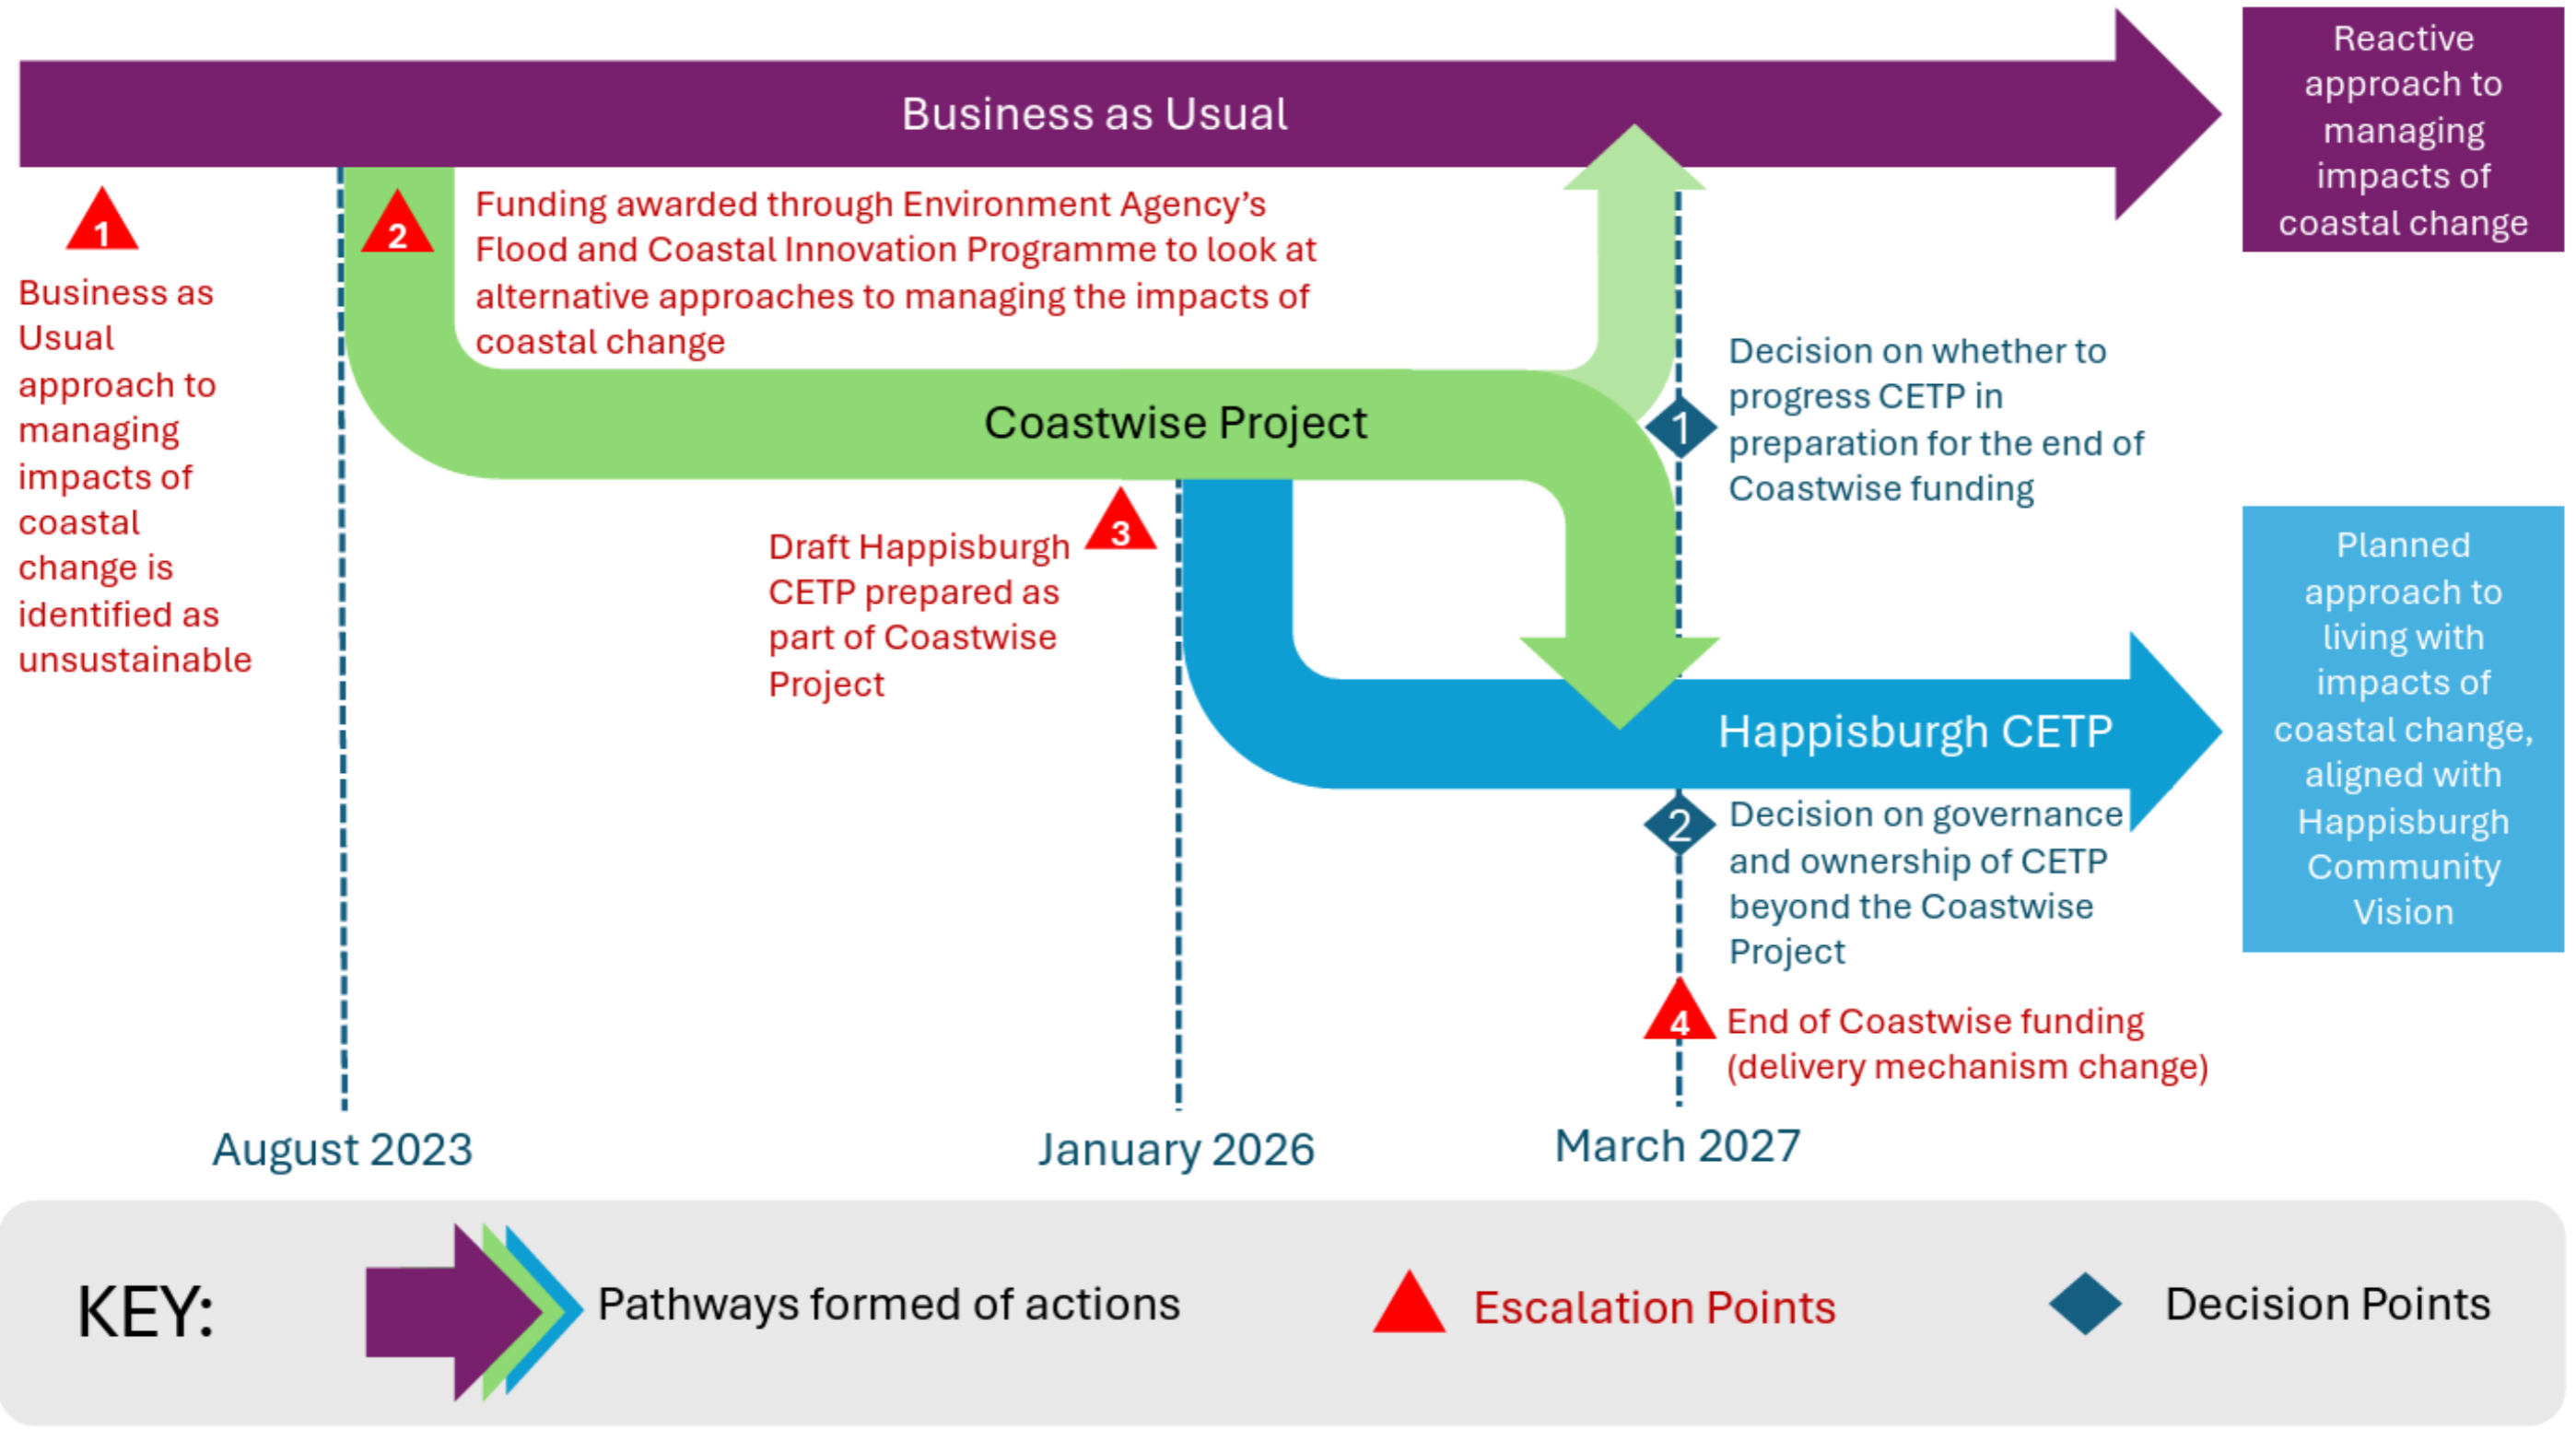 Business as Usual
Reactive
approach to
managing
impacts of
coastal change
1
Business as
Usual
approach to
managing
impacts of
coastal
change is
identified as
unsustainable
2
Funding awarded through Environment Agency’s
Flood and Coastal Innovation Programme to look at
alternative approaches to managing the impacts of
coastal change
Coastwise Project
1
Decision on whether to
progress CETP in
preparation for the end of
Coastwise funding
3
Draft Happisburgh
CETP prepared as
part of Coastwise
Project
Happisburgh CETP
Planned
approach to
living with
impacts of
coastal change,
aligned with
Happisburgh
Community
Vision
2
Decision on governance
and ownership of CETP
beyond the Coastwise
Project
4
End of Coastwise funding
(delivery mechanism change)
August 2023
January 2026
March 2027
KEY:
Pathways formed of actions
Escalation Points
Decision Points